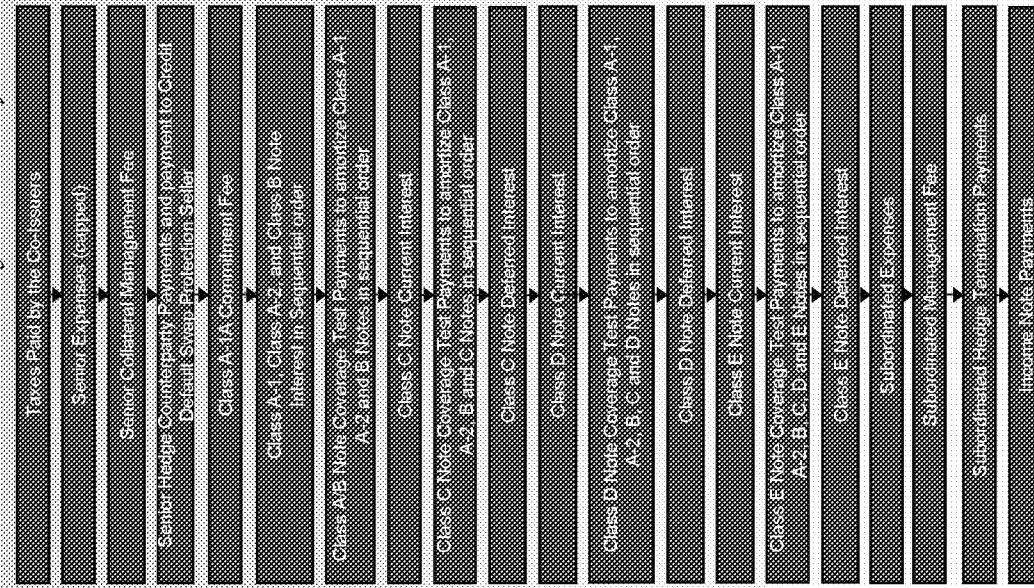 Taxes Paid by the Co-Issuers
Senior Expenses (capped)
Senior Collateral Management Fee
Senior Hedge Counterparty Payments and payment to Credit
Default Swap Protection Seller
Class A-1A Commitment Fee
Class A-1, Class A-2, and Class B Note
Interest in Sequential order
Class A/B Note Coverage Test Payments to amortize Class A-1
A-2 and B Notes in sequential order
Class C Note Current Interest
Class C Note Coverage Test Payments to amortize Class A-1,
A-2, B and C Notes in sequential order
Class C Note Deferred Interest
Class D Note Current Interest
Class D Note Coverage Test Payments to amortize Class A-1,
A-2, B, C and D Notes in sequential order
Class D Note Deferred Interest
Class E Note Current Interest
Class E Note Coverage Test Payments to amortize Class A-1,
A-2, B, C, D and E Notes in sequential order
Class E Note Deferred Interest
Subordinated Expenses
Subordinated Management Fee
Subordinated Hedge Termination Payments
Income Note Payments